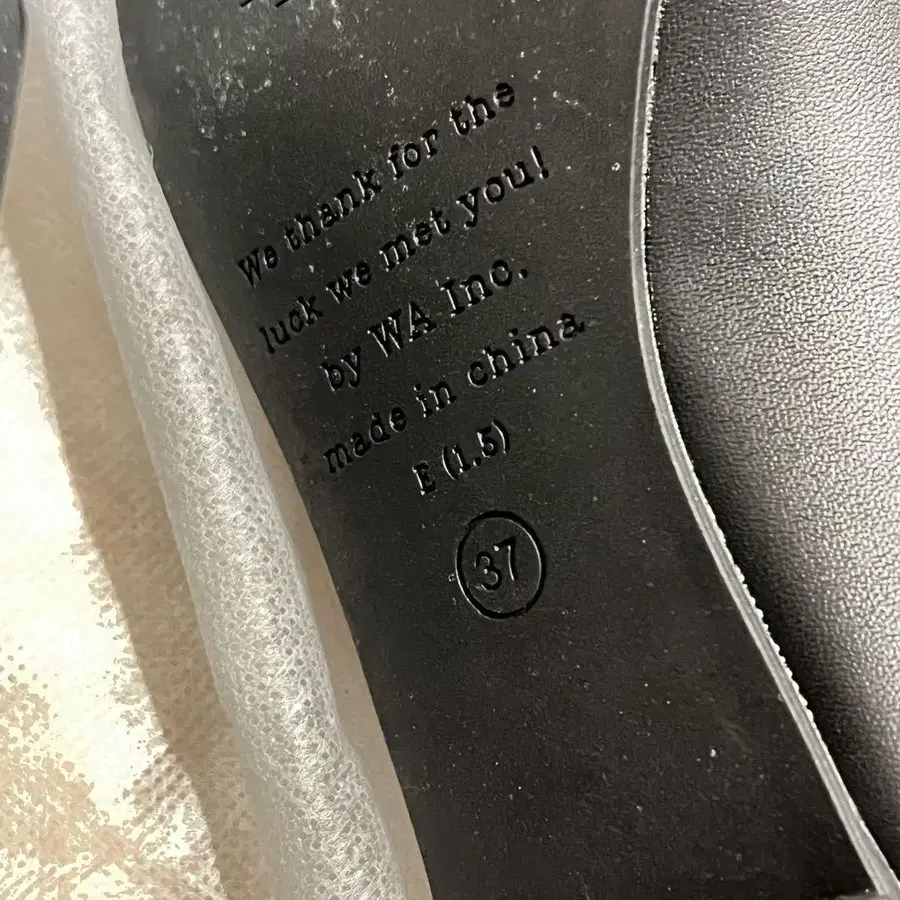 We thank for the
luck we met you!
by WA Inc.
made in china
E (1.5)
37